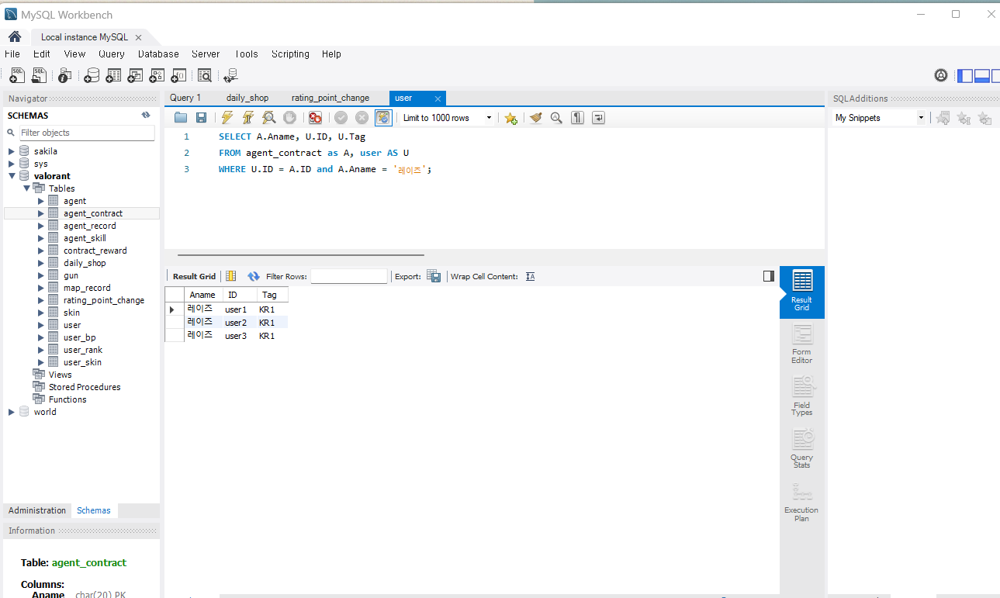 MySQL Workbench
Local instance MySQL
File Edit View Query Database Server Tools Scripting Help
Navigator
SCHEMAS
Filter objects
sakila
sys
valorant
Tables
agent
agent_contract
agent_record
agent_skill
contract_reward
daily_shop
gun
map_record
rating_point_change
skin
user
user_bp
user_rank
user_skin
Views
Stored Procedures
Functions
world
Administration Schemas
Information
Table: agent_contract
Columns:
Aname char(20) PK
Query 1 daily_shop rating_point_change user
Limit to 1000 rows
1 SELECT A.Aname, U.ID, U.Tag
2 FROM agent_contract as A, user AS U
3 WHERE U.ID = A.ID and A.Aname = '레이즈';
Result Grid Filter Rows: Export: Wrap Cell Content:
Aname ID Tag
레이즈 user1 KR1
레이즈 user2 KR1
레이즈 user3 KR1
Result
Grid
Form
Editor
Field
Types
Query
Stats
Execution
Plan
SQLAdditions
My Snippets